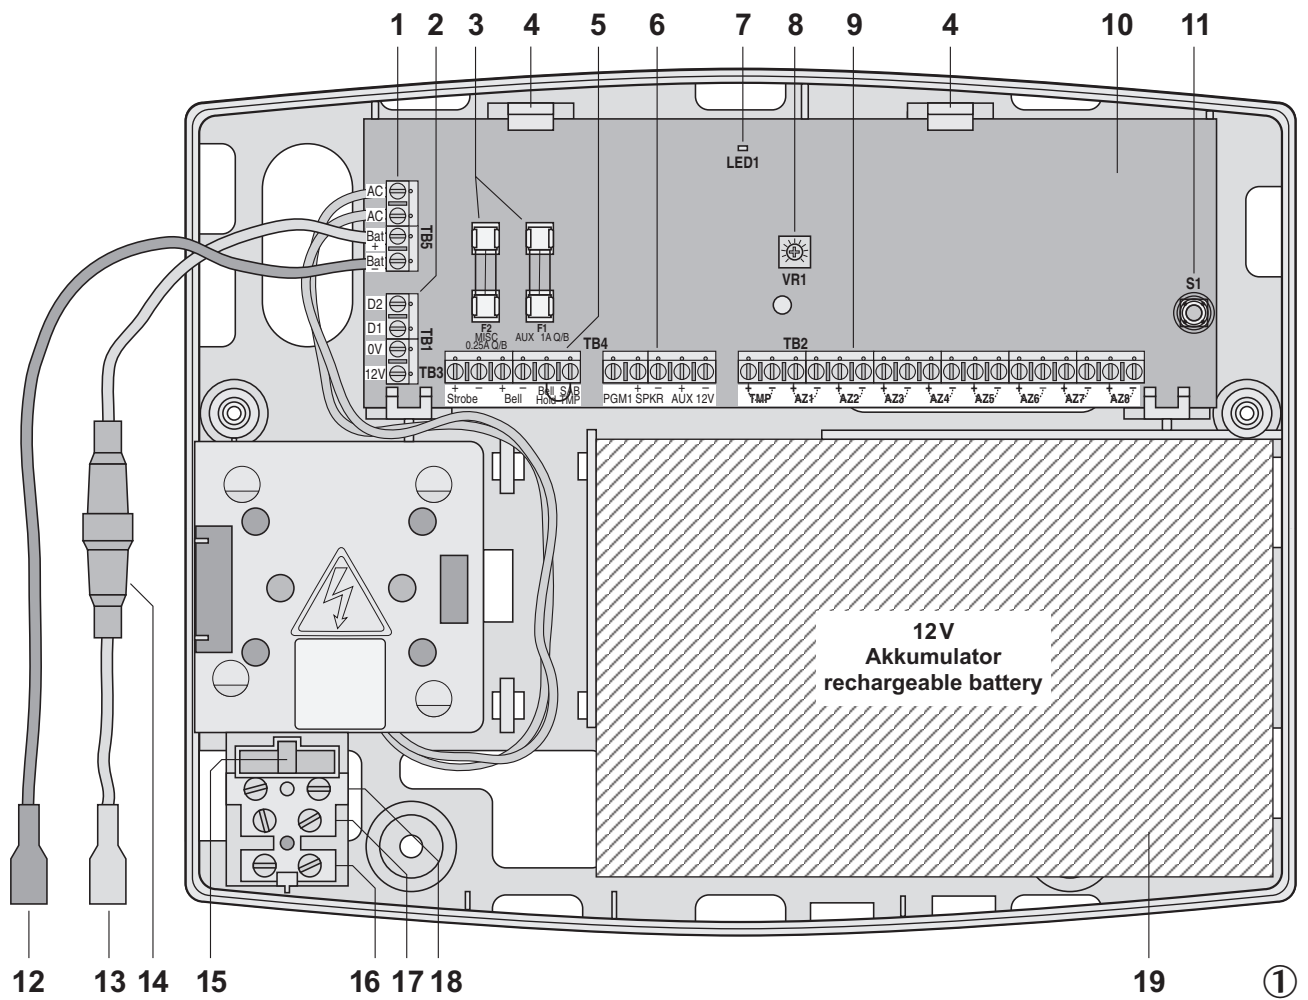 1 2 3 4 5 6 7 8 9 4 10 11
LED1
AC
AC
Bat
+
Bat
–
TB5
VR1
S1
D2
D1
0V
12V
TB1
F2
MISC
0.25A Q/B
F1
AUX 1A Q/B
TB4
TB2
TB3
+ – + –
Strobe Bell
Bell SAB
Hold TMP
+ – + –
PGM1 SPKR AUX 12V
+ – + – + – + – + – + – + – + – + –
TMP AZ1 AZ2 AZ3 AZ4 AZ5 AZ6 AZ7 AZ8
12V
Akkumulator
rechargeable battery
12 13 14 15 16 17 18 19
①